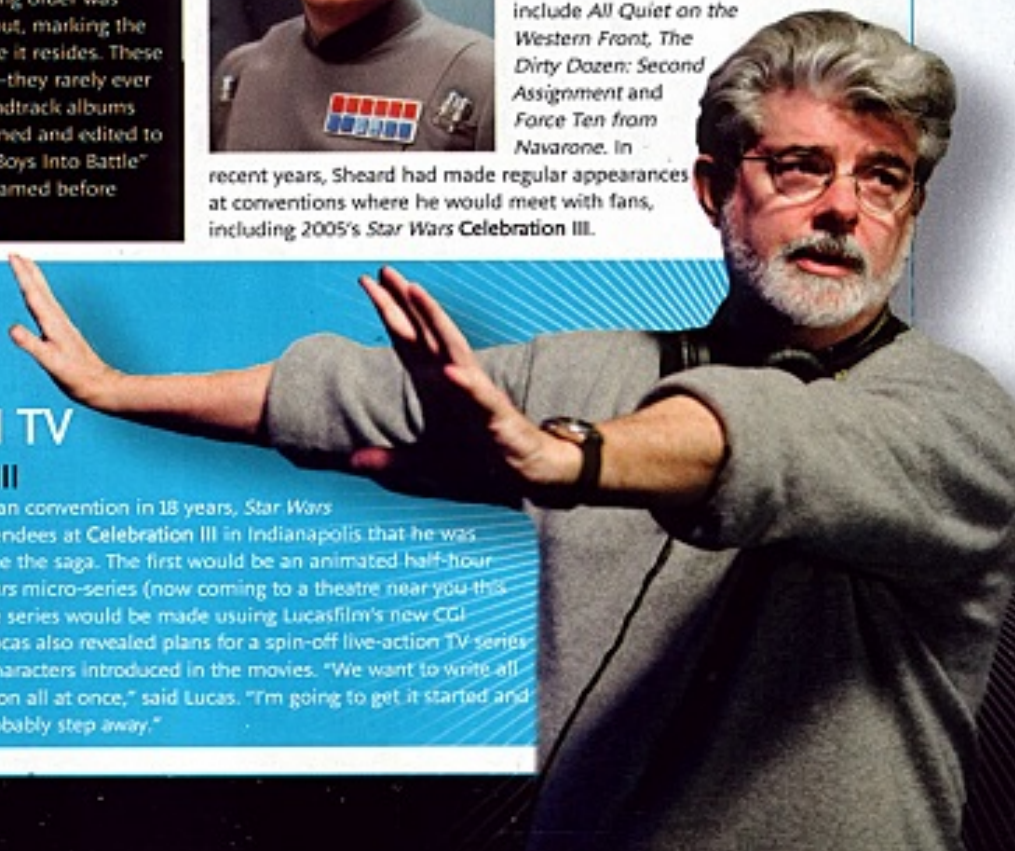 out, marking the
e it resides. These
–they rarely ever
dtrack albums
ned and edited to
Boys Into Battle"
amed before
include All Quiet on the
Western Front, The
Dirty Dozen: Second
Assignment and
Force Ten from
Navarone. In
recent years, Sheard had made regular appearances
at conventions where he would meet with fans,
including 2005's Star Wars Celebration III.
TV
II
an convention in 18 years, Star Wars
endees at Celebration III in Indianapolis that he was
e the saga. The first would be an animated half-hour
rs micro-series (now coming to a theatre near you this
e series would be made usuing Lucasfilm's new CGI
cas also revealed plans for a spin-off live-action TV series
haracters introduced in the movies. "We want to write all
on all at once," said Lucas. "I'm going to get it started and
obably step away."